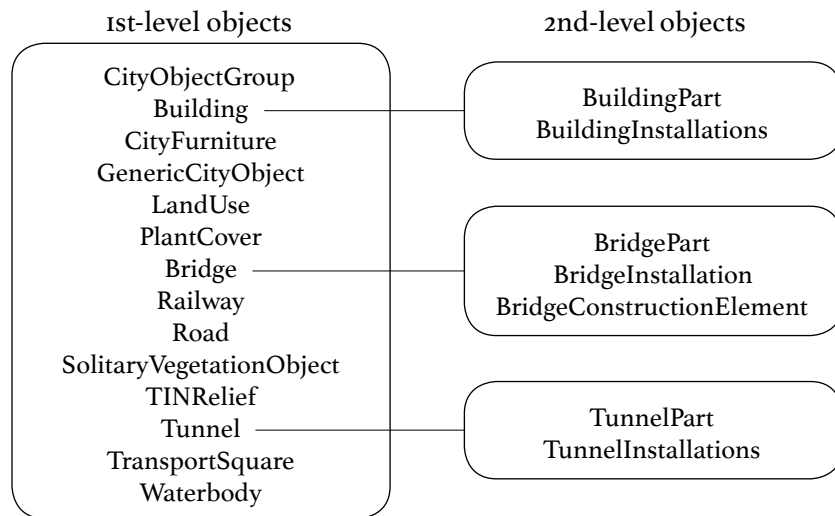 1st-level objects
CityObjectGroup
Building
CityFurniture
GenericCityObject
LandUse
PlantCover
Bridge
Railway
Road
SolitaryVegetationObject
TINRelief
Tunnel
TransportSquare
Waterbody
2nd-level objects
BuildingPart
BuildingInstallations
BridgePart
BridgeInstallation
BridgeConstructionElement
TunnelPart
TunnelInstallations